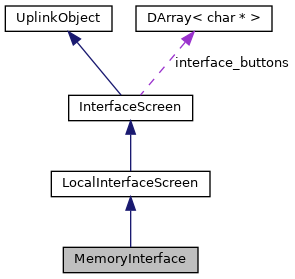 UplinkObject
DArray< char * >
interface_buttons
InterfaceScreen
LocalInterfaceScreen
MemoryInterface